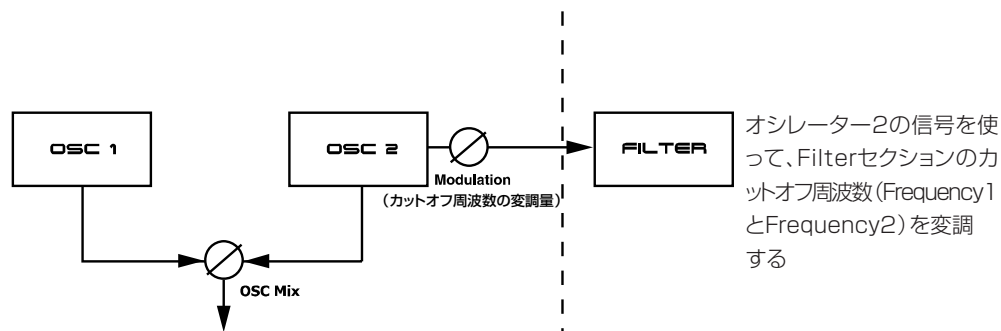 OSC 1
OSC 2
FILTER
Modulation
（カットオフ周波数の変調量）
OSC Mix
オシレーター2の信号を使
って、Filterセクションのカ
ットオフ周波数（Frequency1
とFrequency2）を変調
する